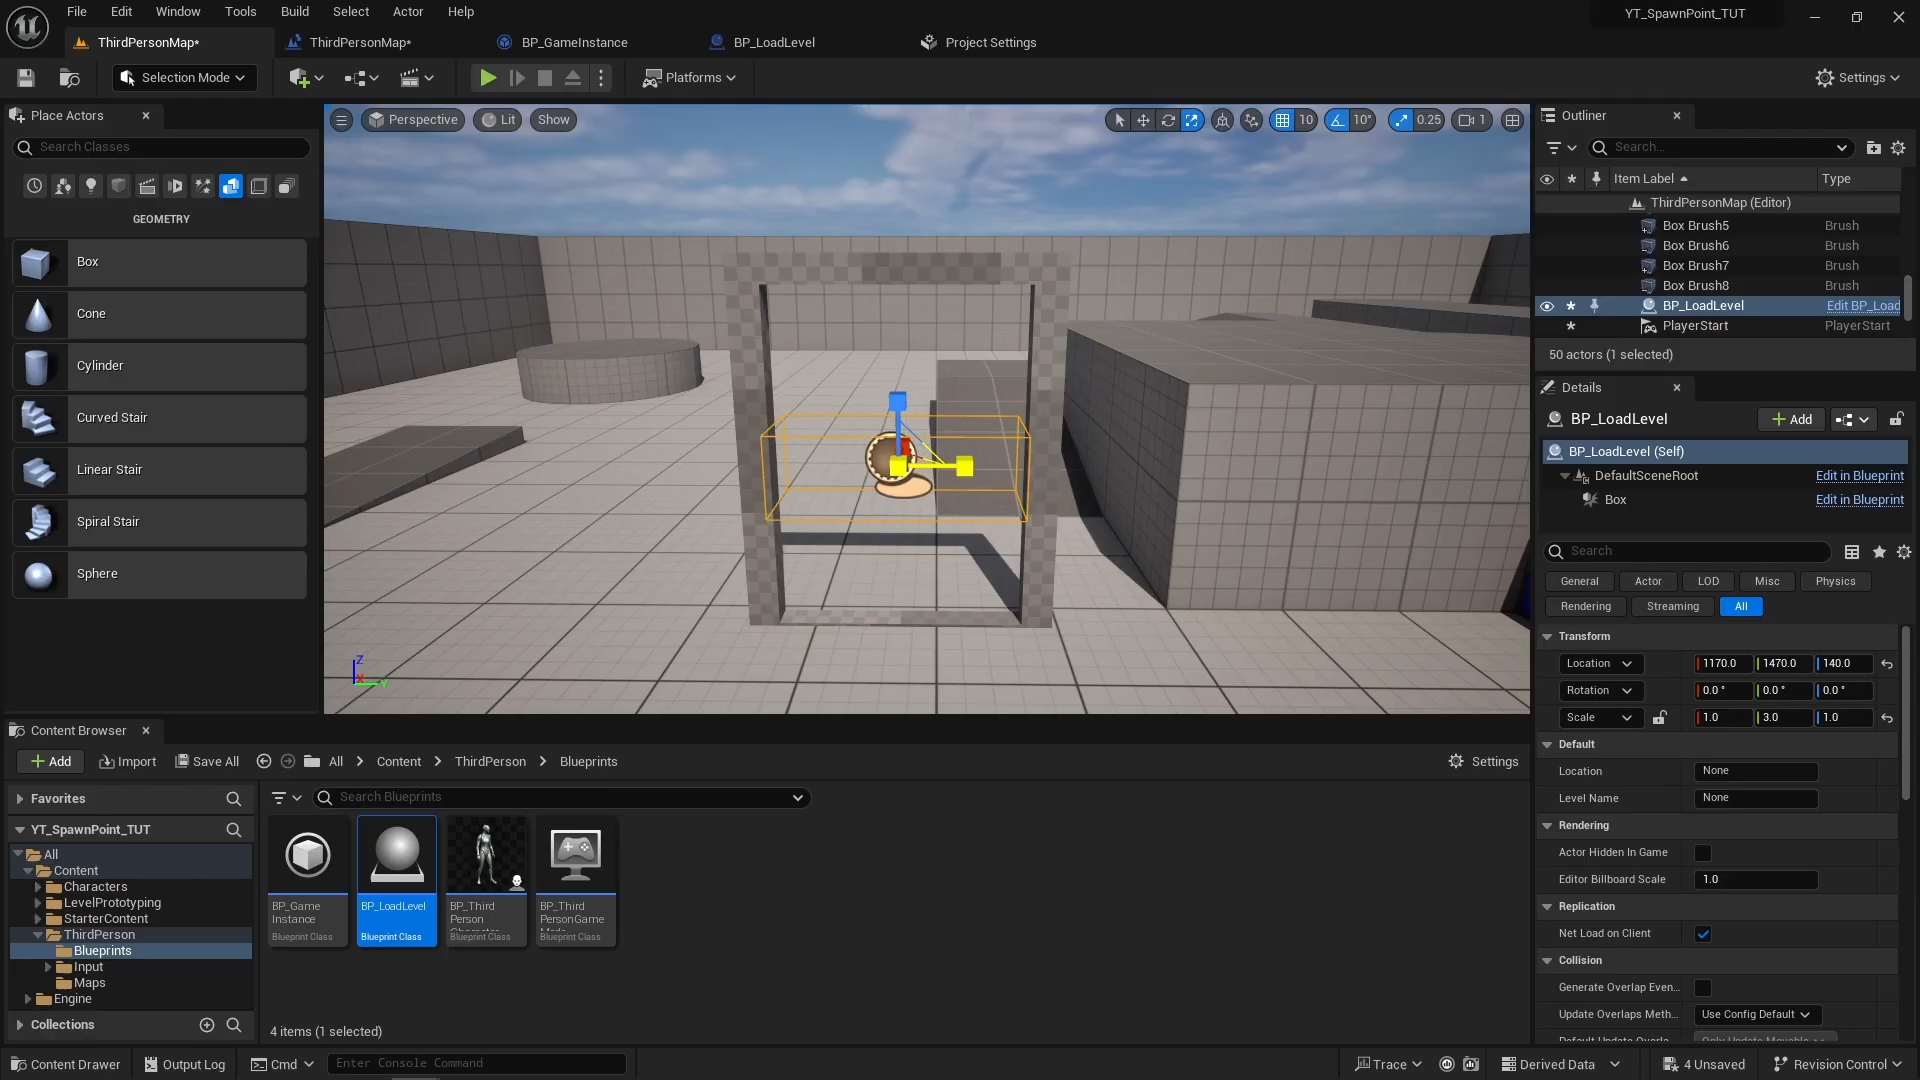 File Edit Window Tools Build Select Actor Help
YT_SpawnPoint_TUT
ThirdPersonMap* ThirdPersonMap* BP_GameInstance BP_LoadLevel Project Settings
Selection Mode Platforms Settings
Place Actors
Search Classes
GEOMETRY
Box
Cone
Cylinder
Curved Stair
Linear Stair
Spiral Stair
Sphere
Perspective Lit Show
10 10° 0.25 1
Z
X
Y
Outliner
Search...
Item Label Type
ThirdPersonMap (Editor)
Box Brush5 Brush
Box Brush6 Brush
Box Brush7 Brush
Box Brush8 Brush
BP_LoadLevel Edit BP_Load
PlayerStart PlayerStart
50 actors (1 selected)
Details
BP_LoadLevel Add
BP_LoadLevel (Self)
DefaultSceneRoot Edit in Blueprint
Box Edit in Blueprint
Search
General Actor LOD Misc Physics
Rendering Streaming All
Transform
Location 1170.0 1470.0 140.0
Rotation 0.0° 0.0° 0.0°
Scale 1.0 3.0 1.0
Default
Location None
Level Name None
Rendering
Actor Hidden In Game
Editor Billboard Scale 1.0
Replication
Net Load on Client
Collision
Generate Overlap Even...
Update Overlaps Meth... Use Config Default
Content Browser
Add Import Save All All Content ThirdPerson Blueprints Settings
Favorites
YT_SpawnPoint_TUT
All
Content
Characters
LevelPrototyping
StarterContent
ThirdPerson
Blueprints
Input
Maps
Engine
Collections
Search Blueprints
BP_Game
Instance
Blueprint Class
BP_LoadLevel
Blueprint Class
BP_Third
Person
Blueprint Class
BP_Third
PersonGame
Blueprint Class
4 items (1 selected)
Content Drawer Output Log Cmd Enter Console Command
Trace Derived Data 4 Unsaved Revision Control